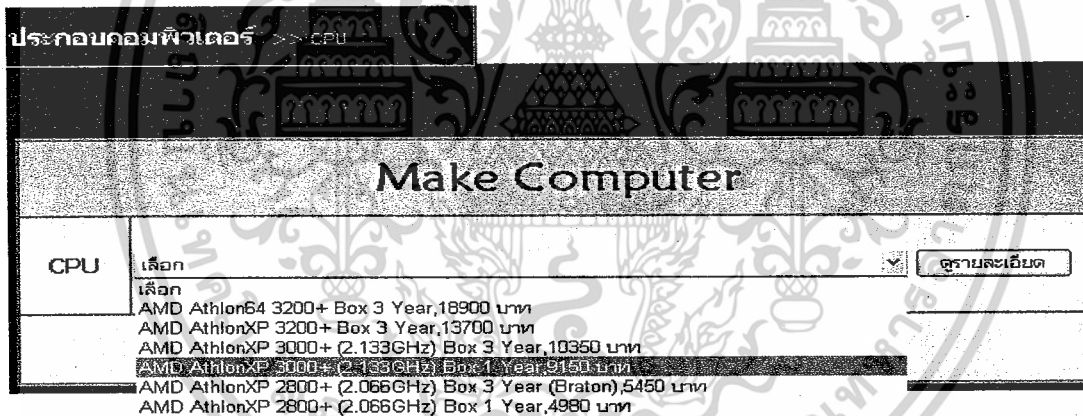 ประกอบคอมพิวเตอร์ >> CPU
Make Computer
CPU
เลือก
ดูรายละเอียด
เลือก
AMD Athlon64 3200+ Box 3 Year,18900 บาท
AMD AthlonXP 3200+ Box 3 Year,13700 บาท
AMD AthlonXP 3000+ (2.133GHz) Box 3 Year,10350 บาท
AMD AthlonXP 3000+ (2.133GHz) Box 1 Year,9150 บาท
AMD AthlonXP 2800+ (2.066GHz) Box 3 Year (Braton),5450 บาท
AMD AthlonXP 2800+ (2.066GHz) Box 1 Year,4980 บาท